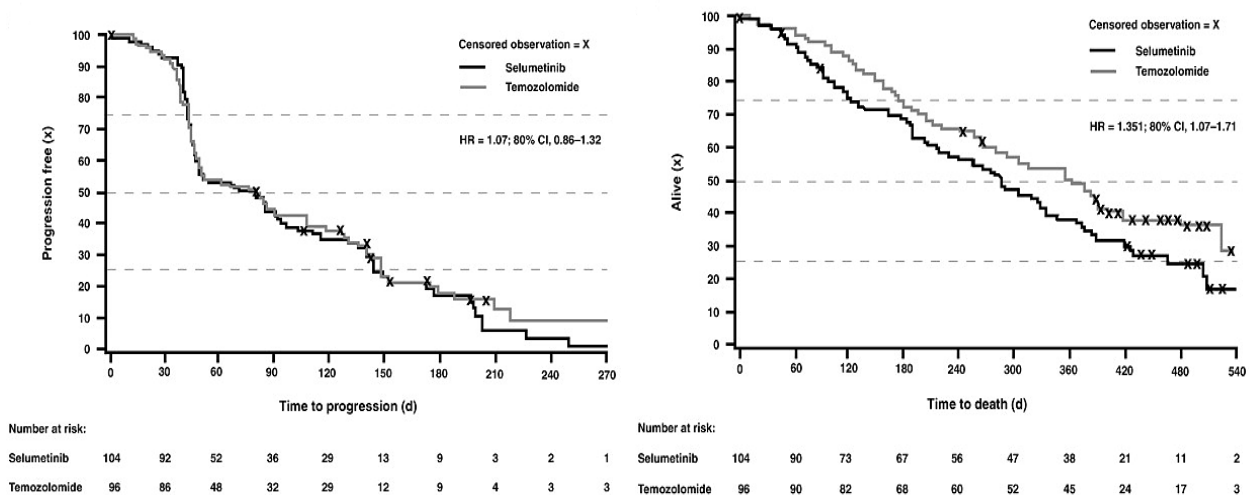 Progression free (x)
100
90
80
70
60
50
40
30
20
10
0
Censored observation = X
Selumetinib
Temozolomide
HR = 1.07; 80% CI, 0.86–1.32
0 30 60 90 120 150 180 210 240 270
Time to progression (d)
Number at risk:
Selumetinib 104 92 52 36 29 13 9 3 2 1
Temozolomide 96 86 48 32 29 12 9 4 3 3
Alive (x)
100
90
80
70
60
50
40
30
20
10
0
Censored observation = X
Selumetinib
Temozolomide
HR = 1.351; 80% CI, 1.07–1.71
0 60 120 180 240 300 360 420 480 540
Time to death (d)
Number at risk:
Selumetinib 104 90 73 67 56 47 38 21 11 2
Temozolomide 96 90 82 68 60 52 45 24 17 3